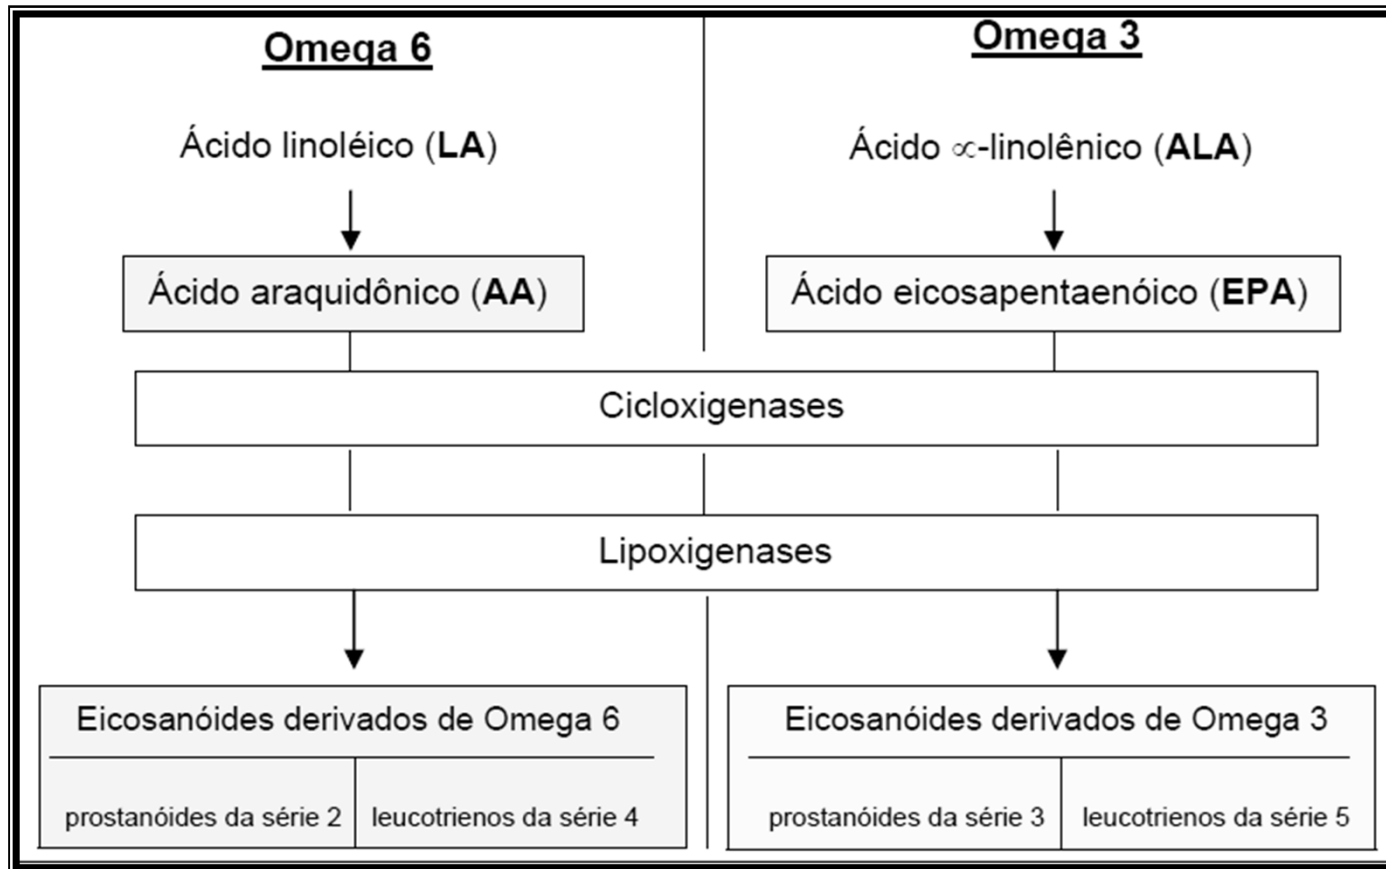 Omega 6
Omega 3
Ácido linoléico (LA)
Ácido ∝-linolênico (ALA)
Ácido araquidônico (AA)
Ácido eicosapentaenóico (EPA)
Cicloxigenases
Lipoxigenases
Eicosanóides derivados de Omega 6
Eicosanóides derivados de Omega 3
prostanóides da série 2
leucotrienos da série 4
prostanóides da série 3
leucotrienos da série 5